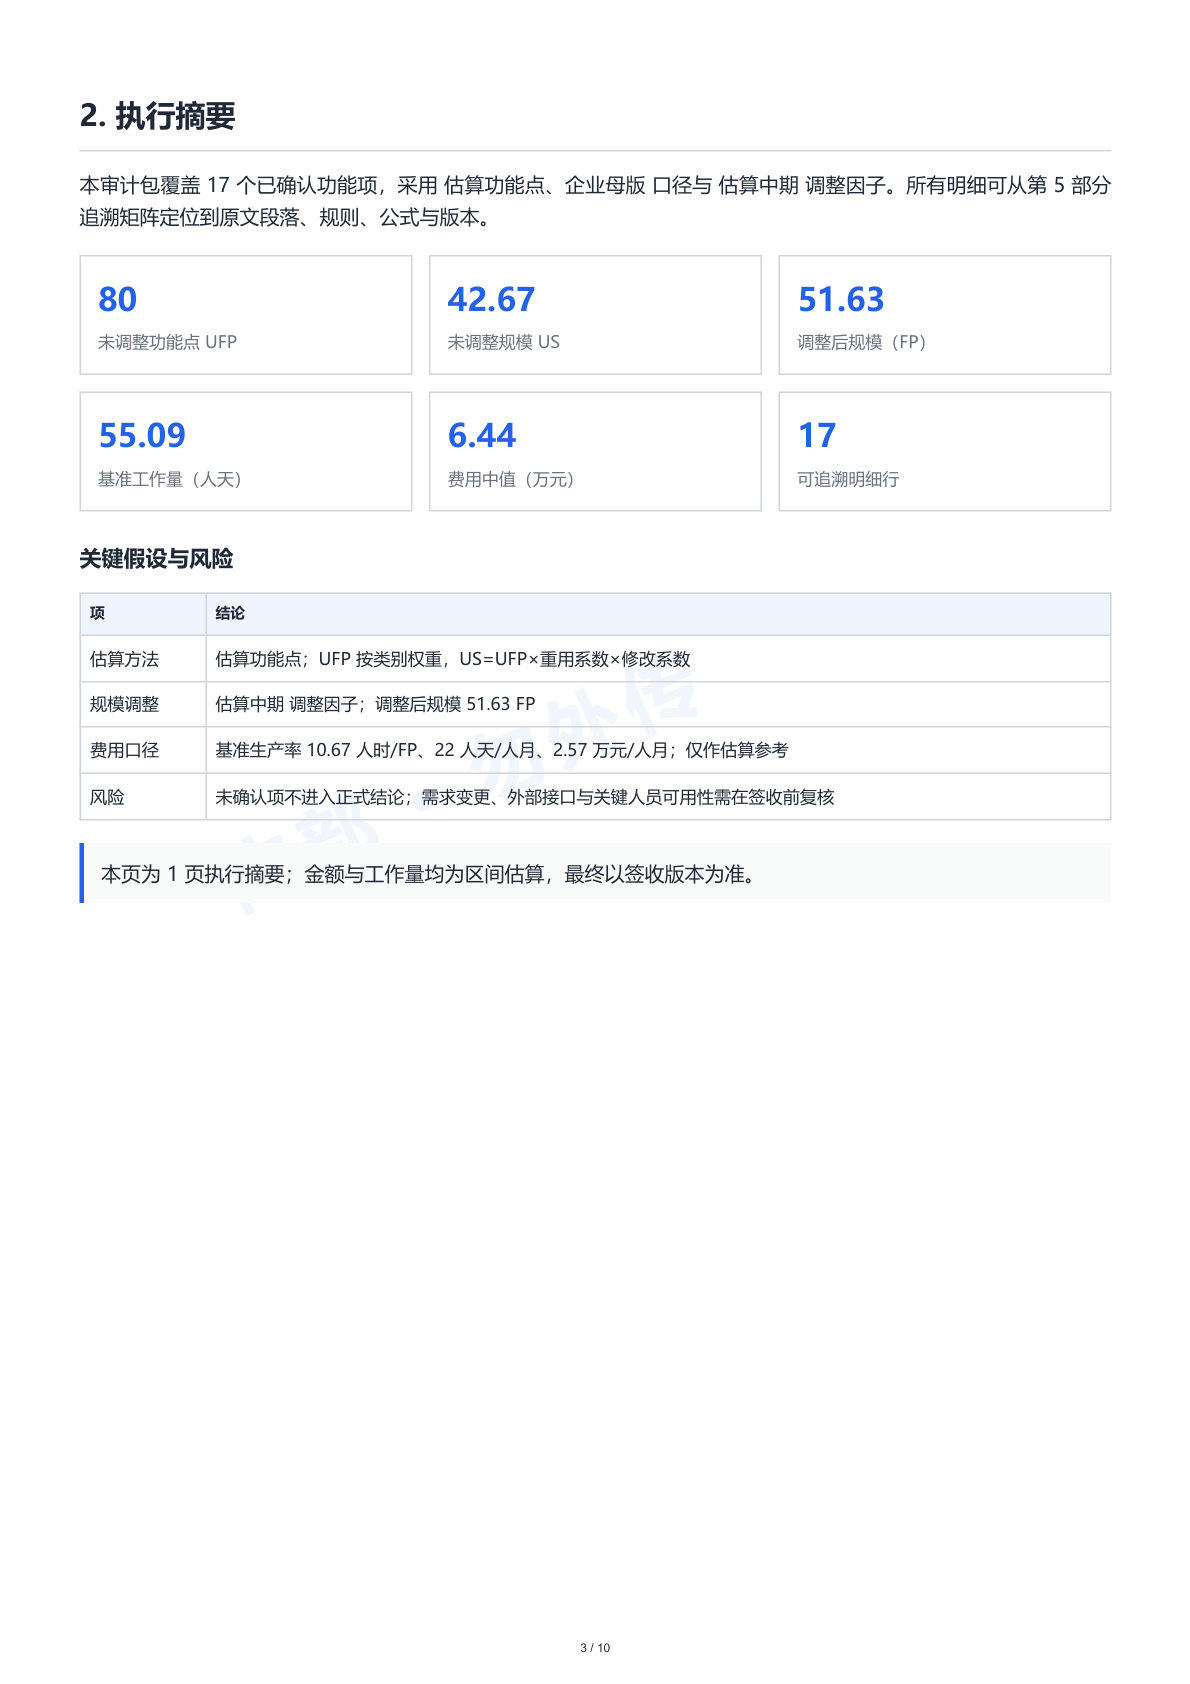 2. 执行摘要
本审计包覆盖 17 个已确认功能项，采用 估算功能点、企业母版 口径与 估算中期 调整因子。所有明细可从第 5 部分
追溯矩阵定位到原文段落、规则、公式与版本。
80
未调整功能点 UFP
42.67
未调整规模 US
51.63
调整后规模（FP）
55.09
基准工作量（人天）
6.44
费用中值（万元）
17
可追溯明细行
关键假设与风险
项 结论
估算方法 估算功能点；UFP 按类别权重，US=UFP×重用系数×修改系数
规模调整 估算中期 调整因子；调整后规模 51.63 FP
费用口径 基准生产率 10.67 人时/FP、22 人天/人月、2.57 万元/人月；仅作估算参考
风险 未确认项不进入正式结论；需求变更、外部接口与关键人员可用性需在签收前复核
本页为 1 页执行摘要；金额与工作量均为区间估算，最终以签收版本为准。
部 · 勿外传
3 / 10